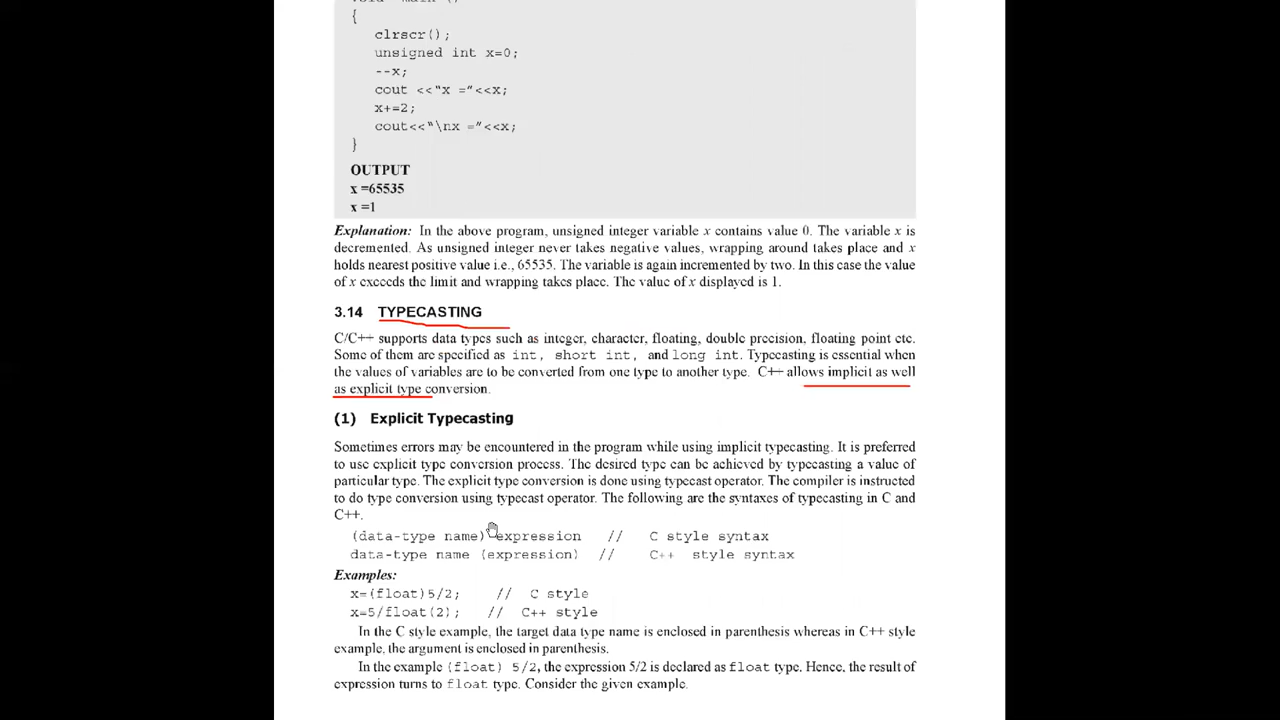 void main ()
{
clrscr();
unsigned int x=0;
--x;
cout <<“x =”<<x;
x+=2;
cout<<“\nx =”<<x;
}
OUTPUT
x =65535
x =1
Explanation: In the above program, unsigned integer variable x contains value 0. The variable x is
decremented. As unsigned integer never takes negative values, wrapping around takes place and x
holds nearest positive value i.e., 65535. The variable is again incremented by two. In this case the value
of x exceeds the limit and wrapping takes place. The value of x displayed is 1.
3.14 TYPECASTING
C/C++ supports data types such as integer, character, floating, double precision, floating point etc.
Some of them are specified as int, short int, and long int. Typecasting is essential when
the values of variables are to be converted from one type to another type. C++ allows implicit as well
as explicit type conversion.
(1) Explicit Typecasting
Sometimes errors may be encountered in the program while using implicit typecasting. It is preferred
to use explicit type conversion process. The desired type can be achieved by typecasting a value of
particular type. The explicit type conversion is done using typecast operator. The compiler is instructed
to do type conversion using typecast operator. The following are the syntaxes of typecasting in C and
C++.
(data-type name) expression // C style syntax
data-type name (expression) // C++ style syntax
Examples:
x=(float)5/2; // C style
x=5/float(2); // C++ style
In the C style example, the target data type name is enclosed in parenthesis whereas in C++ style
example, the argument is enclosed in parenthesis.
In the example (float) 5/2, the expression 5/2 is declared as float type. Hence, the result of
expression turns to float type. Consider the given example.